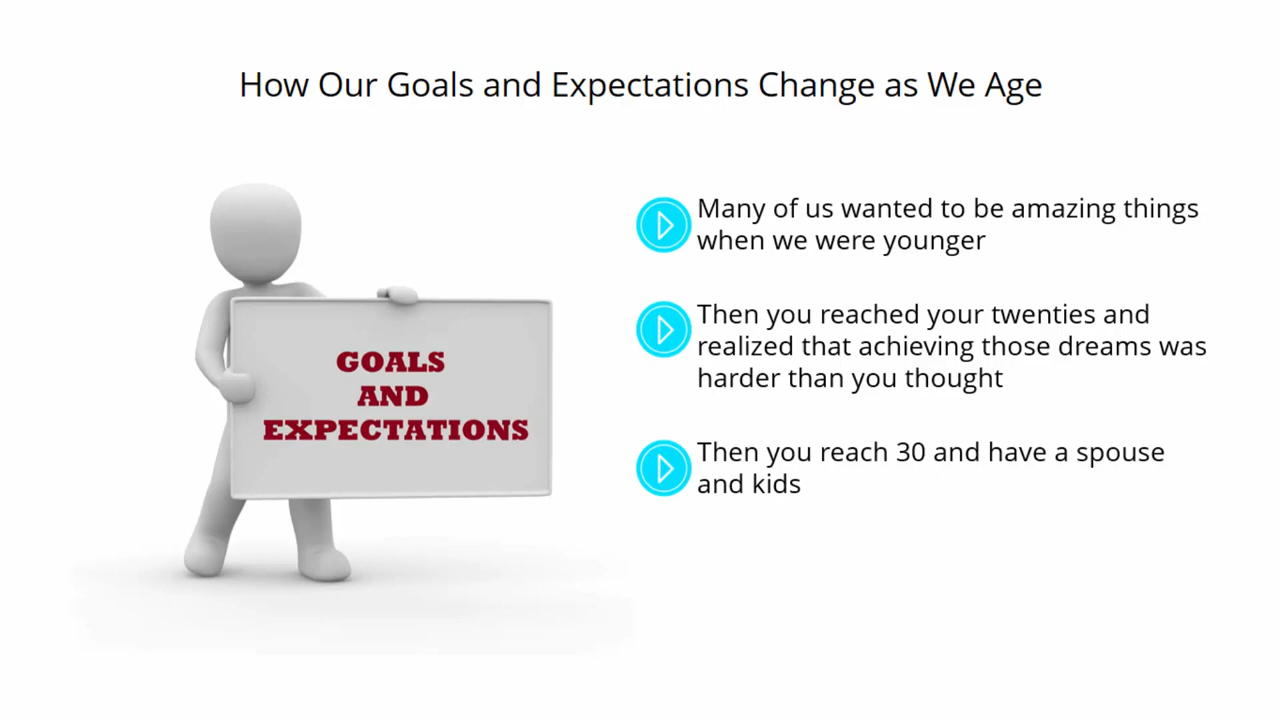 How Our Goals and Expectations Change as We Age
GOALS
AND
EXPECTATIONS
Many of us wanted to be amazing things
when we were younger
Then you reached your twenties and
realized that achieving those dreams was
harder than you thought
Then you reach 30 and have a spouse
and kids